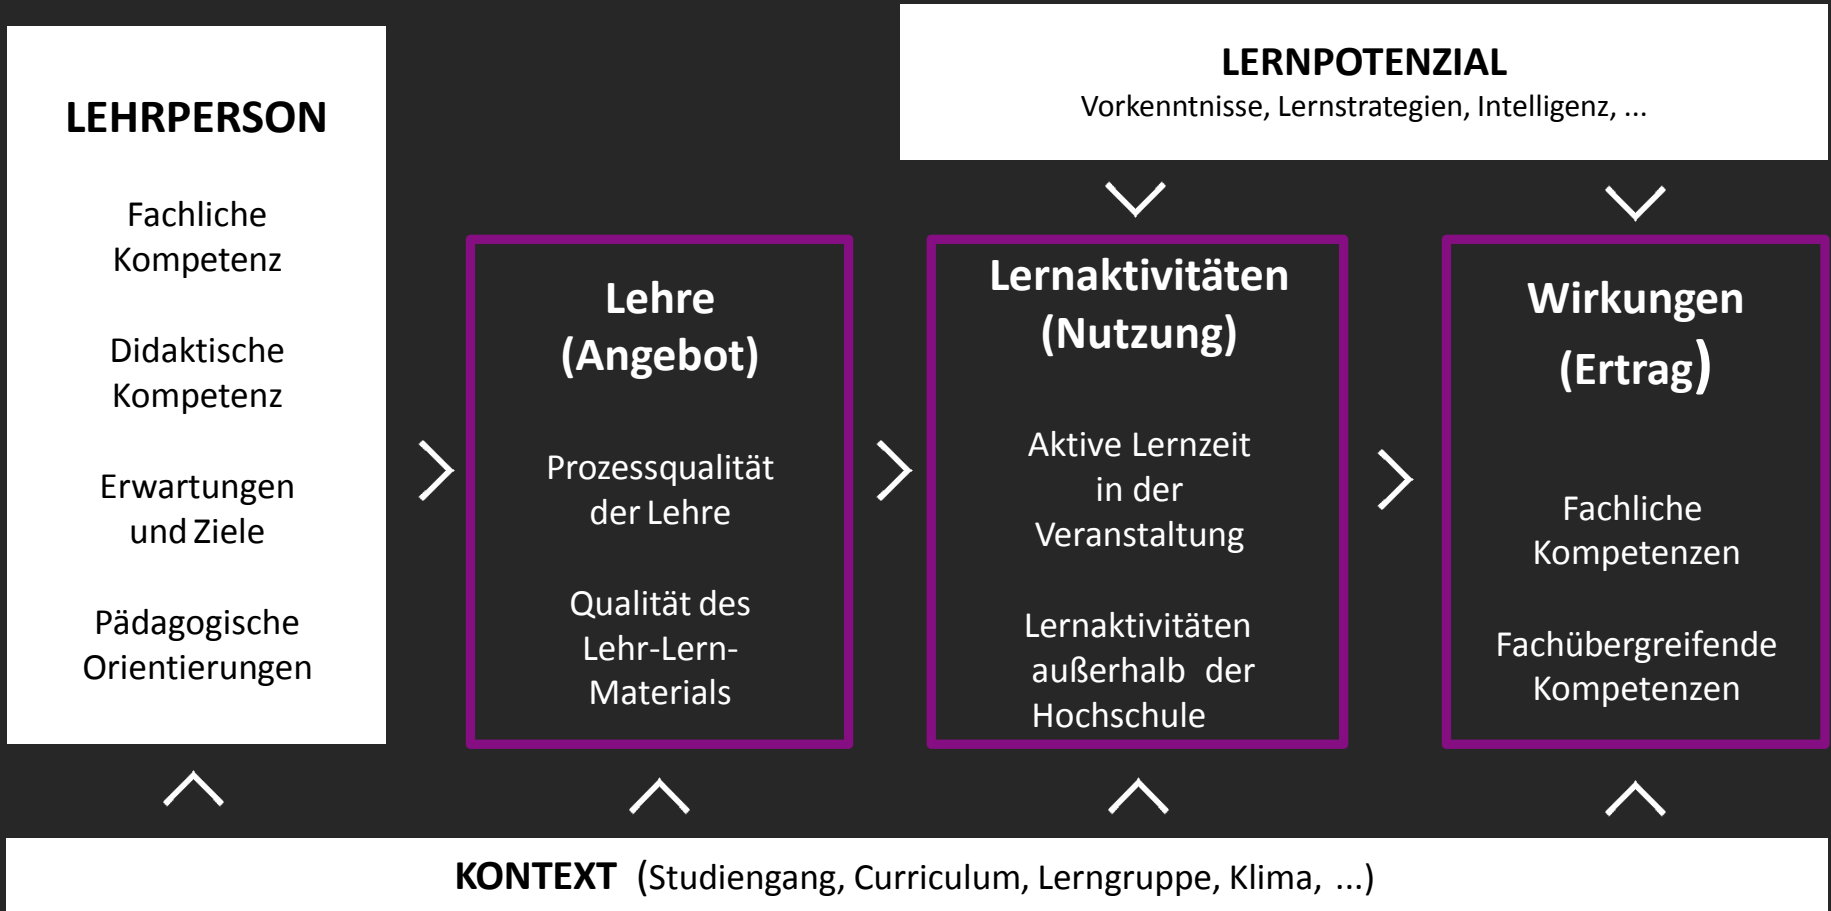 LEHRPERSON
Fachliche
Kompetenz
Didaktische
Kompetenz
Erwartungen
und Ziele
Pädagogische
Orientierungen
LERNPOTENZIAL
Vorkenntnisse, Lernstrategien, Intelligenz, ...
Lehre
(Angebot)
Prozessqualität
der Lehre
Qualität des
Lehr-Lern-
Materials
Lernaktivitäten
(Nutzung)
Aktive Lernzeit
in der
Veranstaltung
Lernaktivitäten
außerhalb der
Hochschule
Wirkungen
(Ertrag)
Fachliche
Kompetenzen
Fachübergreifende
Kompetenzen
KONTEXT (Studiengang, Curriculum, Lerngruppe, Klima, ...)